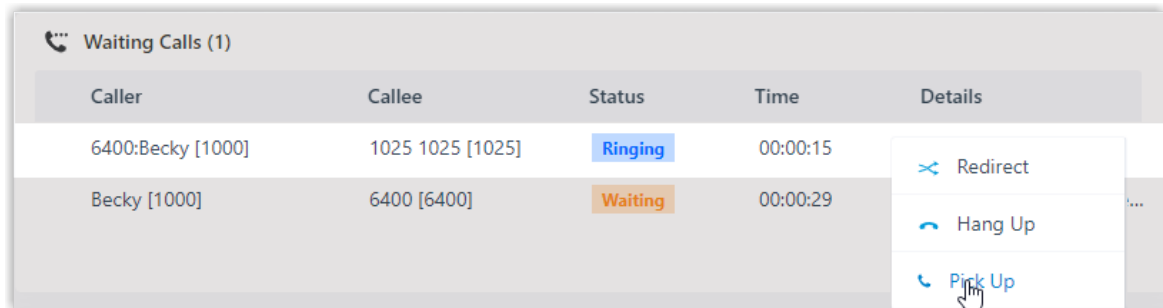 Waiting Calls (1)
Caller Callee Status Time Details
6400:Becky [1000] 1025 1025 [1025] Ringing 00:00:15
Redirect
Becky [1000] 6400 [6400] Waiting 00:00:29 ...
Hang Up
Pick Up